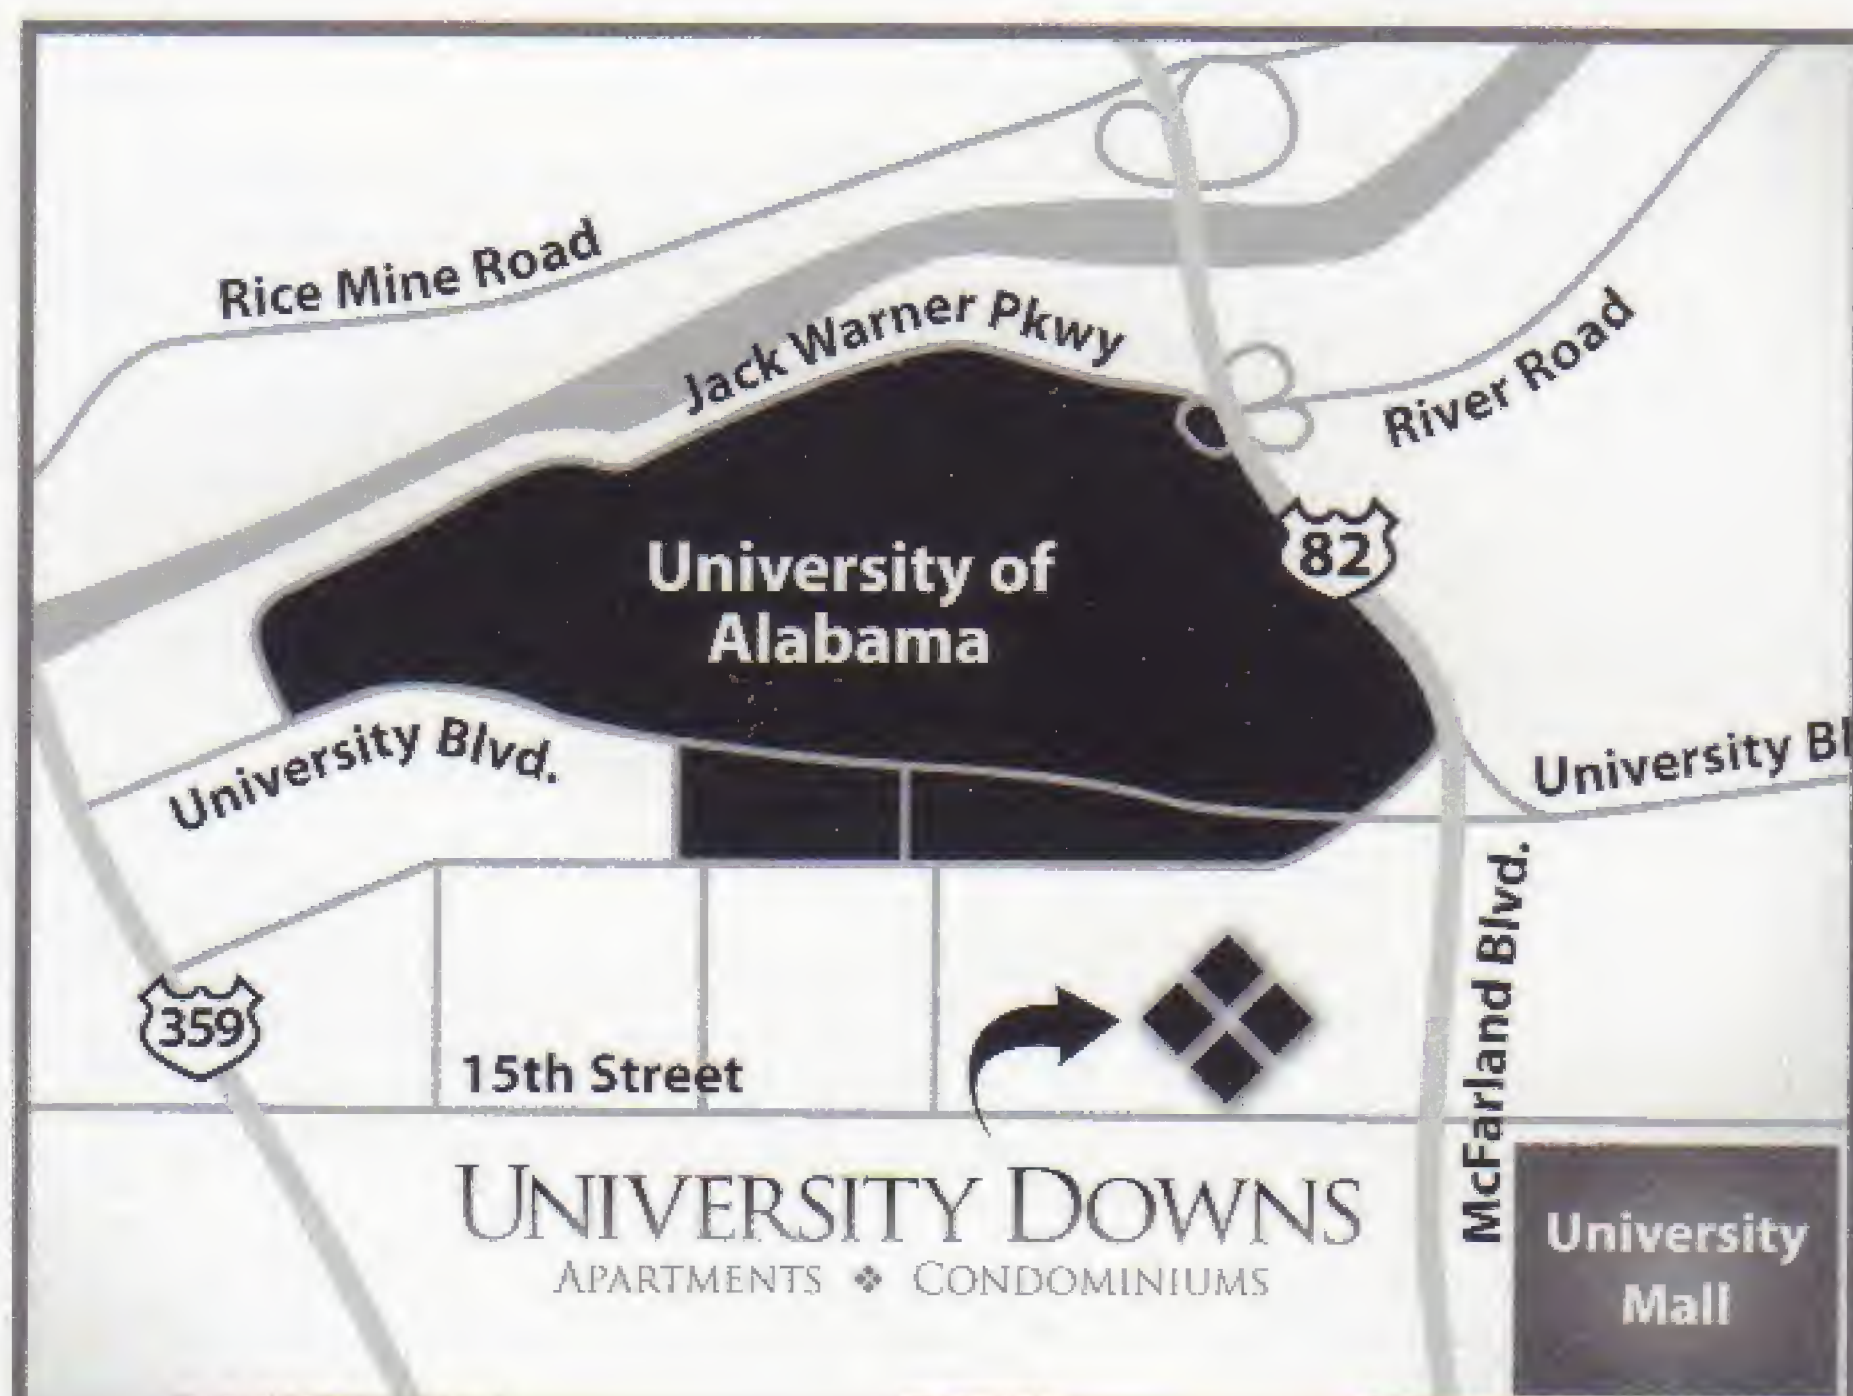 Rice Mine Road
Jack Warner Pkwy
River Road
82
University of
Alabama
University Blvd.
University Bl
McFarland Blvd.
359
15th Street
UNIVERSITY DOWNS
APARTMENTS ❖ CONDOMINIUMS
University
Mall